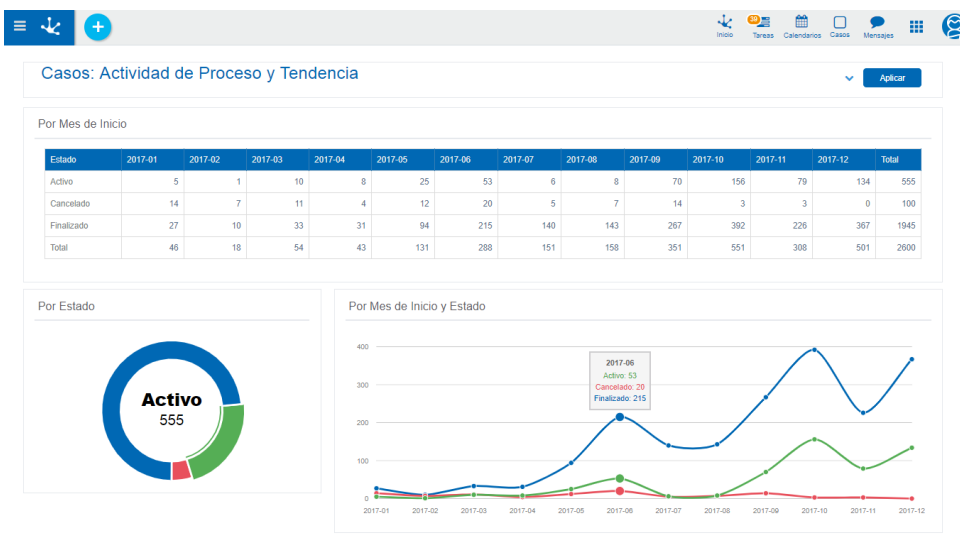 Inicio 39 Tareas Calendarios Casos Mensajes
Casos: Actividad de Proceso y Tendencia
Aplicar
Por Mes de Inicio
Estado 2017-01 2017-02 2017-03 2017-04 2017-05 2017-06 2017-07 2017-08 2017-09 2017-10 2017-11 2017-12 Total
Activo 5 1 10 8 25 53 6 8 70 156 79 134 555
Cancelado 14 7 11 4 12 20 5 7 14 3 3 0 100
Finalizado 27 10 33 31 94 215 140 143 267 392 226 367 1945
Total 46 18 54 43 131 288 151 158 351 551 308 501 2600
Por Estado
Activo
555
Por Mes de Inicio y Estado
400
300
200
100
0
2017-06
Activo: 53
Cancelado: 20
Finalizado: 215
2017-01 2017-02 2017-03 2017-04 2017-05 2017-06 2017-07 2017-08 2017-09 2017-10 2017-11 2017-12